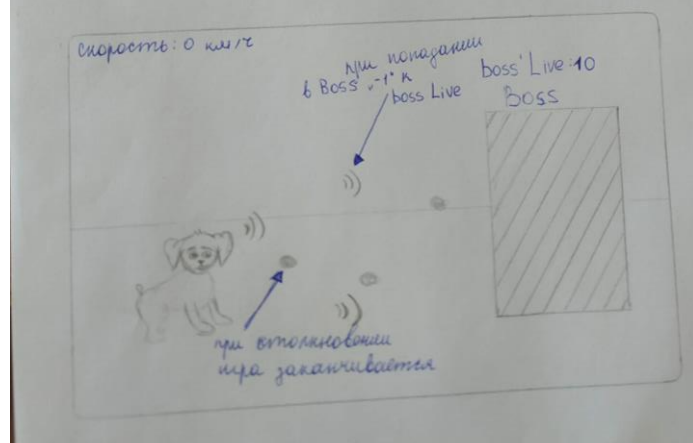 Скорость: 0 км/ч
при попадании
в Boss "-1" к
boss Live
boss' Live:10
Boss
при столкновении
игра заканчивается